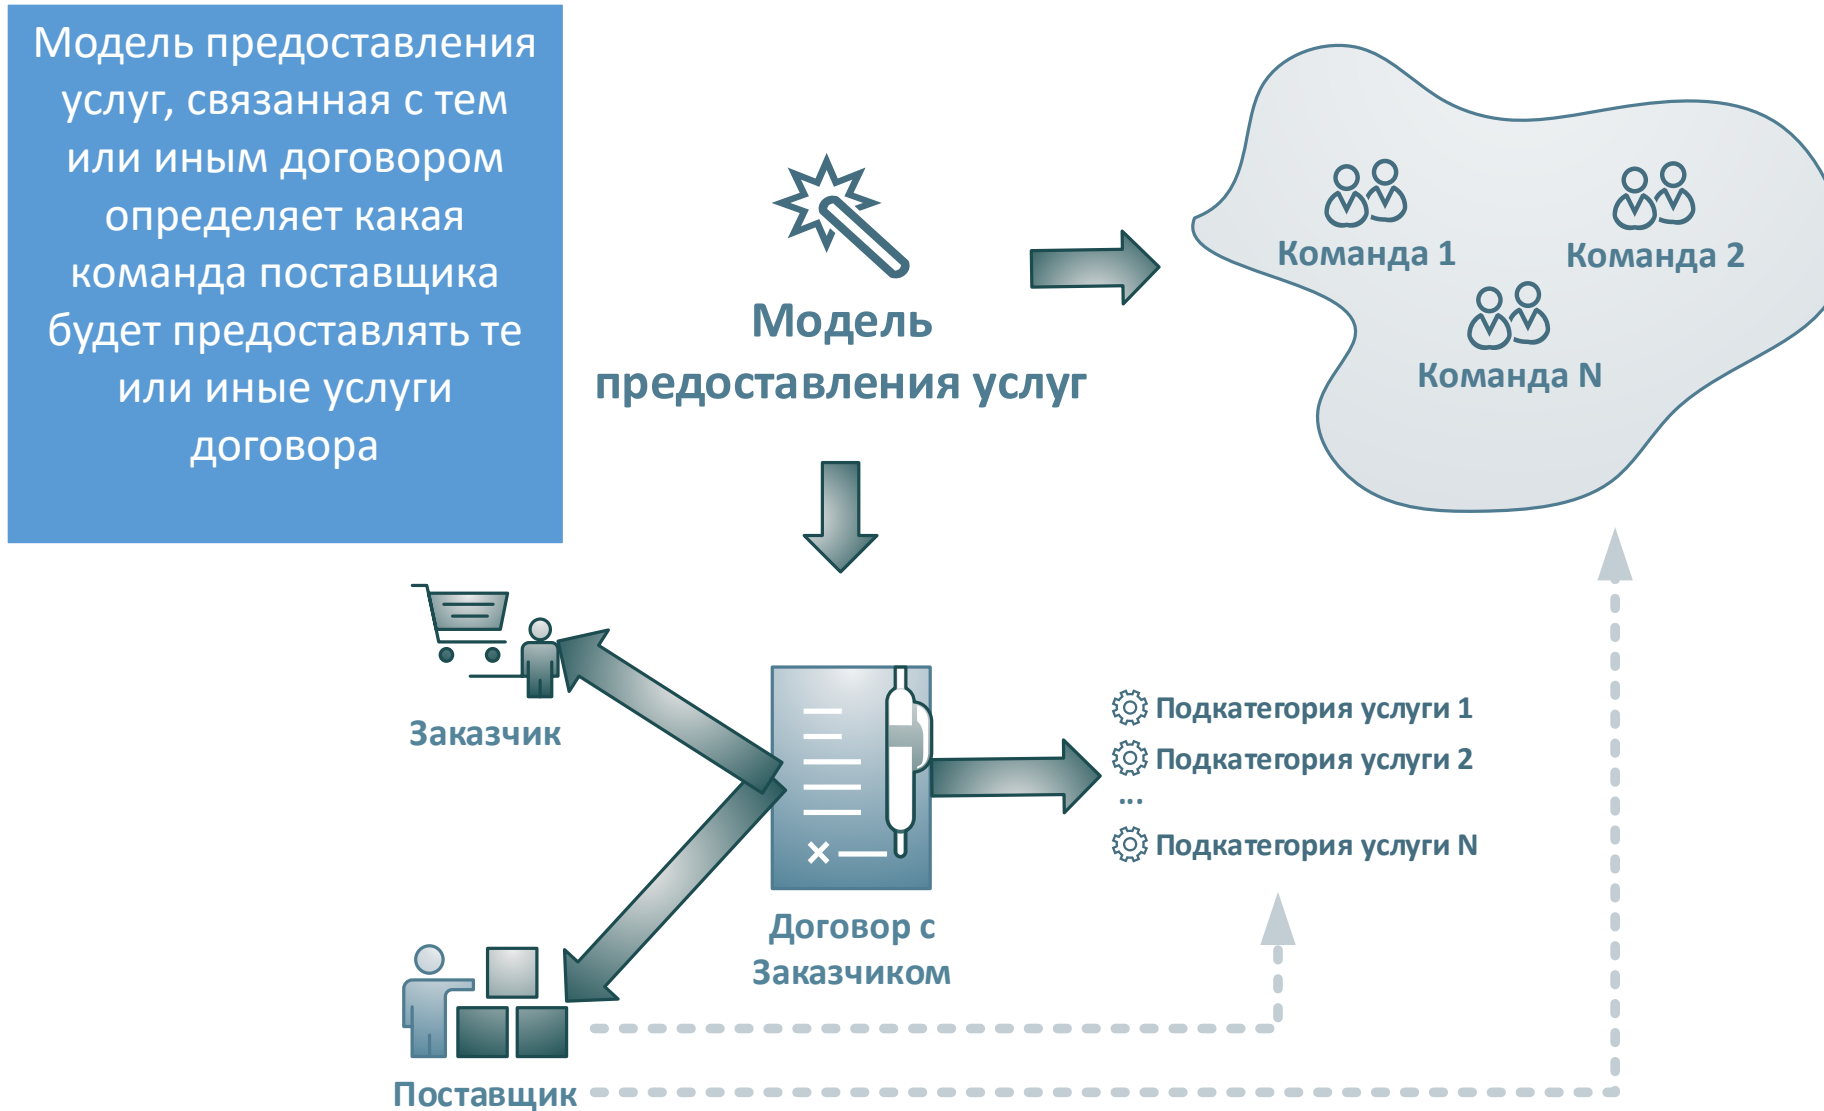 Модель предоставления
услуг, связанная с тем
или иным договором
определяет какая
команда поставщика
будет предоставлять те
или иные услуги
договора
Модель
предоставления услуг
Команда 1
Команда 2
Команда N
Заказчик
Договор с
Заказчиком
Подкатегория услуги 1
Подкатегория услуги 2
...
Подкатегория услуги N
Поставщик